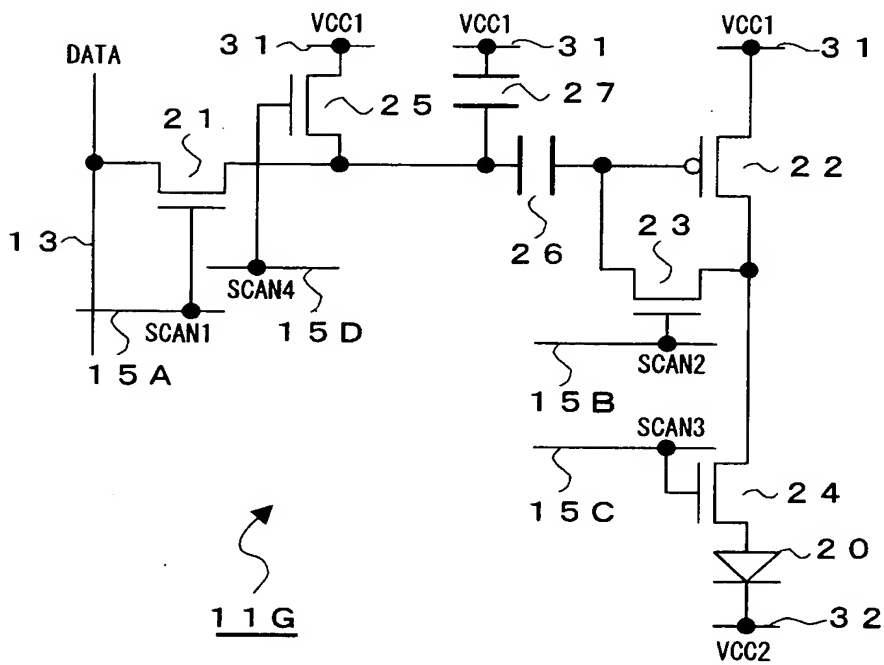 VCC1
VCC1
VCC1
31
31
31
DATA
25
27
21
22
13
26
23
SCAN4
SCAN1
15D
SCAN2
15A
15B
SCAN3
15C
24
20
11G
32
VCC2